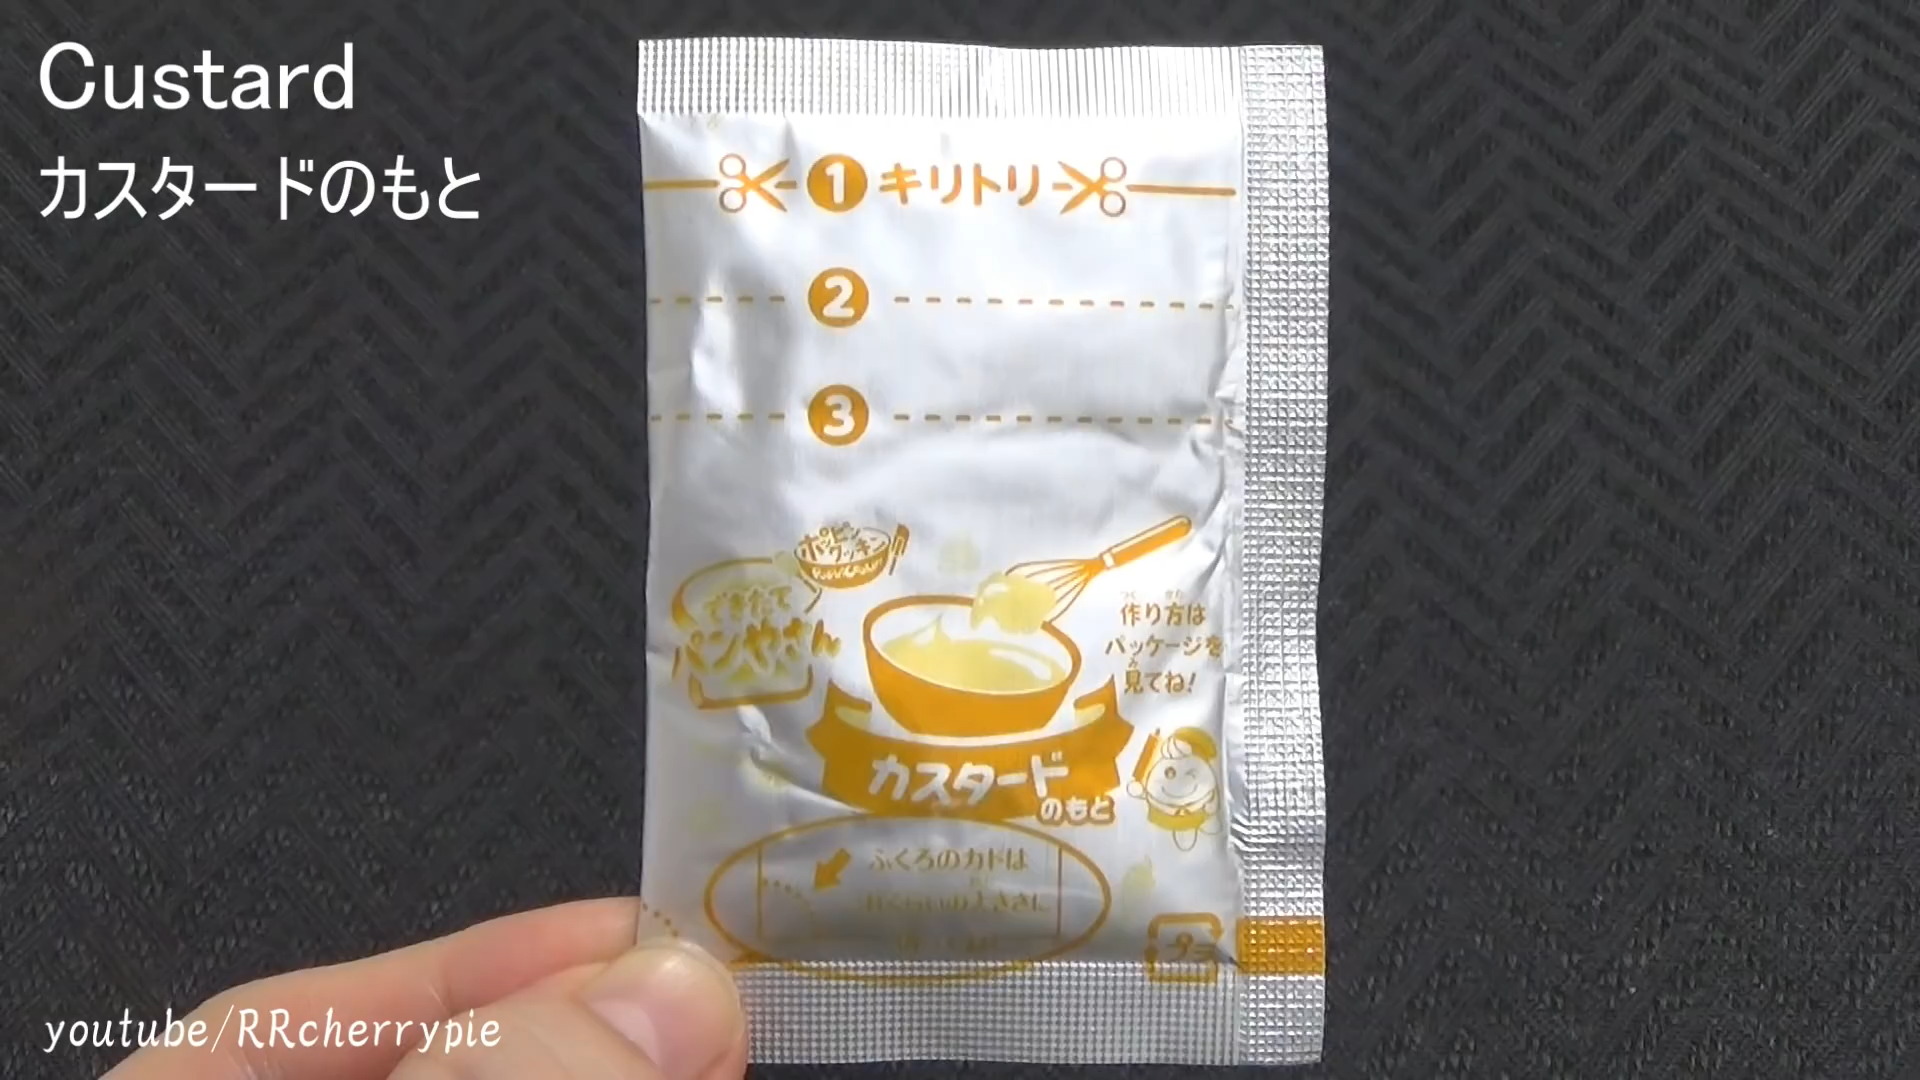 Custard
カスタードのもと
1 キリトリ
2
3
ポッピン
クッキン
できたて
パンやさん
作り方は
パッケージを
見てね!
カスタード
のもと
ふくろのカドは
プラ
youtube/RRcherrypie